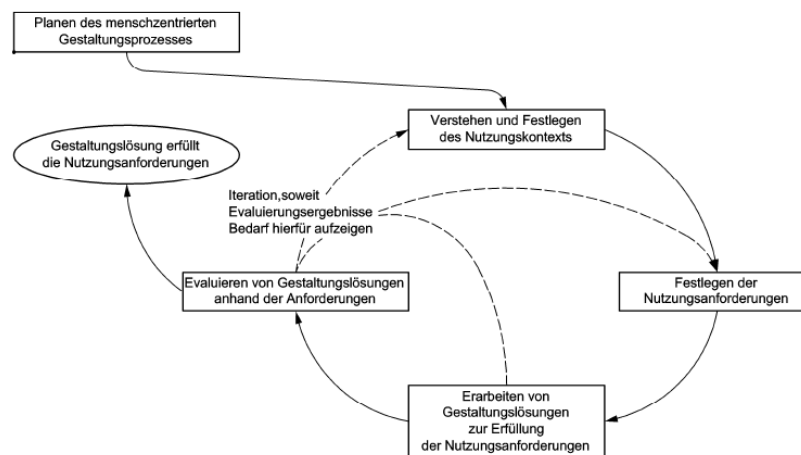 Planen des menschzentrierten
Gestaltungsprozesses
Verstehen und Festlegen
des Nutzungskontexts
Gestaltungslösung erfüllt
die Nutzungsanforderungen
Iteration,soweit
Evaluierungsergebnisse
Bedarf hierfür aufzeigen
Evaluieren von Gestaltungslösungen
anhand der Anforderungen
Festlegen der
Nutzungsanforderungen
Erarbeiten von
Gestaltungslösungen
zur Erfüllung
der Nutzungsanforderungen